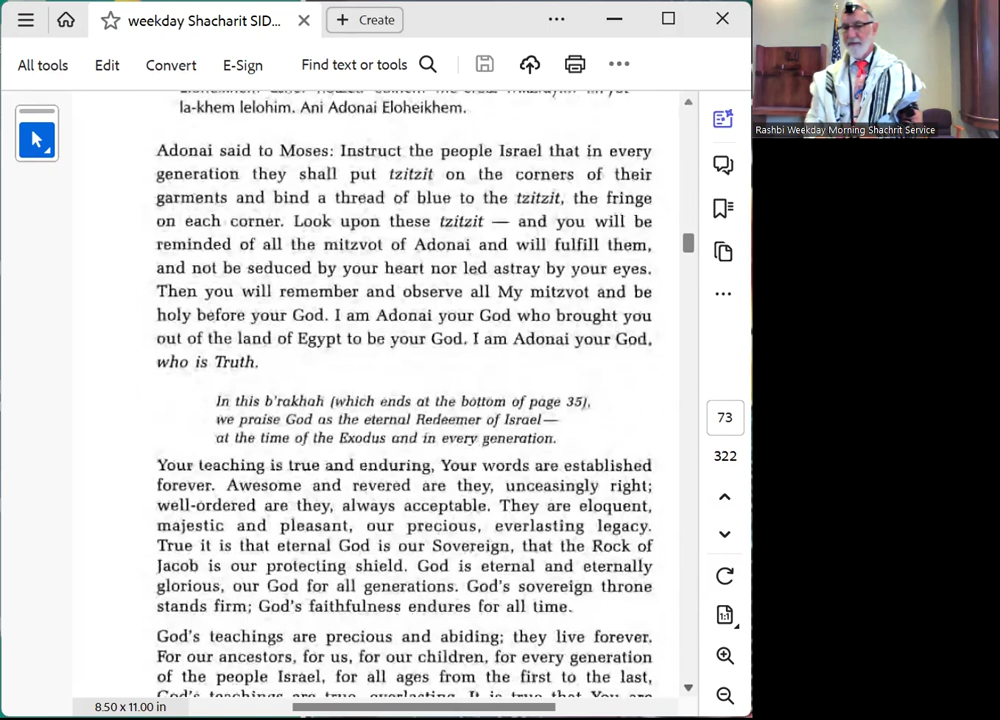 weekday Shacharit SID...
Create
All tools
Edit
Convert
E-Sign
Find text or tools
la-khem lelohim. Ani Adonai Eloheikhem.
Adonai said to Moses: Instruct the people Israel that in every
generation they shall put tzitzit on the corners of their
garments and bind a thread of blue to the tzitzit, the fringe
on each corner. Look upon these tzitzit — and you will be
reminded of all the mitzvot of Adonai and will fulfill them,
and not be seduced by your heart nor led astray by your eyes.
Then you will remember and observe all My mitzvot and be
holy before your God. I am Adonai your God who brought you
out of the land of Egypt to be your God. I am Adonai your God,
who is Truth.
In this b'rakhah (which ends at the bottom of page 35),
we praise God as the eternal Redeemer of Israel—
at the time of the Exodus and in every generation.
Your teaching is true and enduring, Your words are established
forever. Awesome and revered are they, unceasingly right;
well-ordered are they, always acceptable. They are eloquent,
majestic and pleasant, our precious, everlasting legacy.
True it is that eternal God is our Sovereign, that the Rock of
Jacob is our protecting shield. God is eternal and eternally
glorious, our God for all generations. God's sovereign throne
stands firm; God's faithfulness endures for all time.
God's teachings are precious and abiding; they live forever.
For our ancestors, for us, for our children, for every generation
of the people Israel, for all ages from the first to the last,
God's teachings are true, everlasting. It is true that You are
8.50 x 11.00 in
73
322
1:1
Rashbi Weekday Morning Shachrit Service